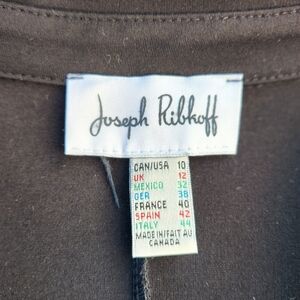 Joseph Ribkoff
CAN/USA 10
UK 12
MEXICO 32
GER 38
FRANCE 40
SPAIN 42
ITALY 44
MADE IN/FAIT AU
CANADA